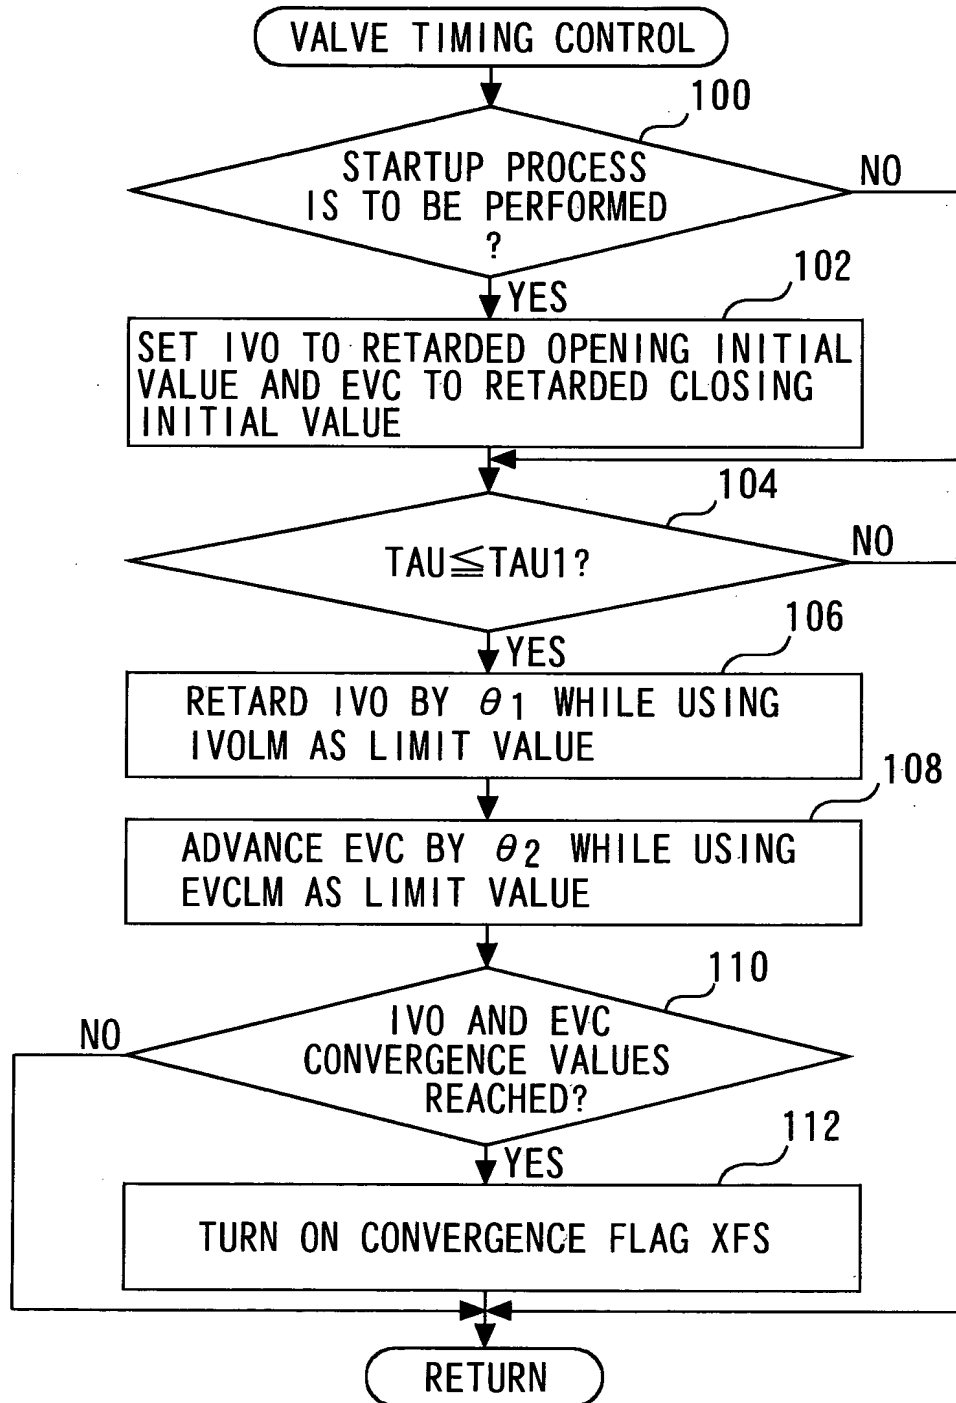 VALVE TIMING CONTROL
100
STARTUP PROCESS
IS TO BE PERFORMED
?
NO
YES
102
SET IVO TO RETARDED OPENING INITIAL
VALUE AND EVC TO RETARDED CLOSING
INITIAL VALUE
104
TAU≦TAU1?
NO
YES
106
RETARD IVO BY θ1 WHILE USING
IVOLM AS LIMIT VALUE
108
ADVANCE EVC BY θ2 WHILE USING
EVCLM AS LIMIT VALUE
110
NO
IVO AND EVC
CONVERGENCE VALUES
REACHED?
YES
112
TURN ON CONVERGENCE FLAG XFS
RETURN